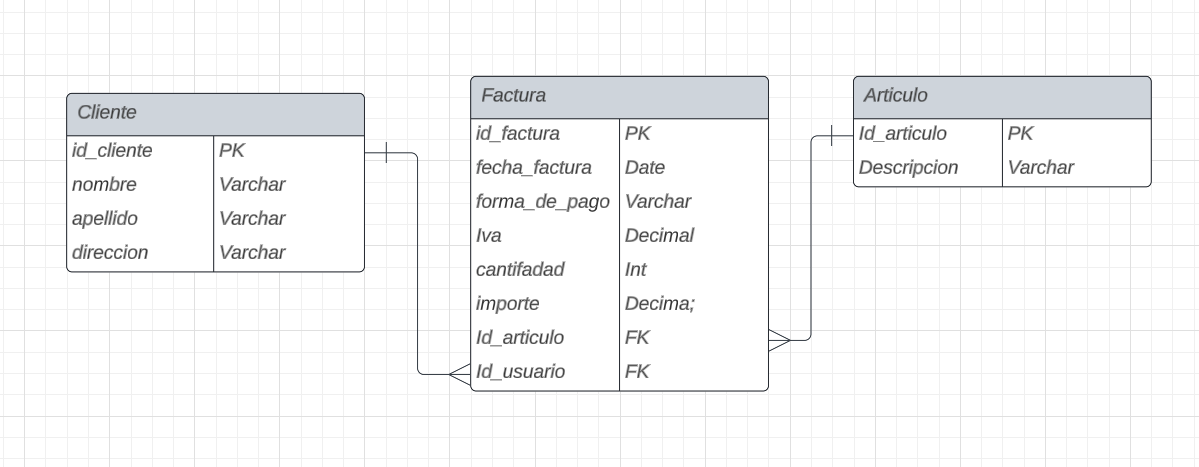 Cliente
id_cliente PK
nombre Varchar
apellido Varchar
direccion Varchar
Factura
id_factura PK
fecha_factura Date
forma_de_pago Varchar
Iva Decimal
cantifadad Int
importe Decima;
Id_articulo FK
Id_usuario FK
Articulo
Id_articulo PK
Descripcion Varchar